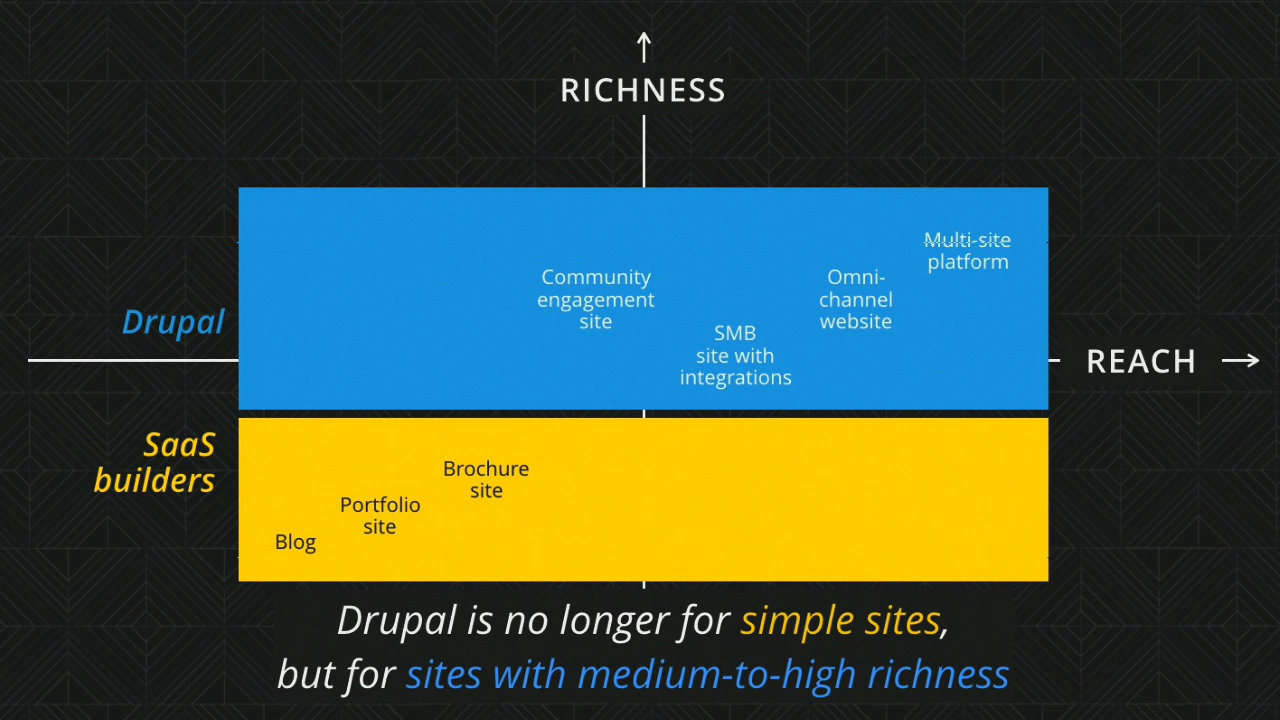 RICHNESS
Multi-site
platform
Community
engagement
site
Omni-
channel
website
Drupal
SMB
site with
integrations
REACH
SaaS
builders
Brochure
site
Portfolio
site
Blog
Drupal is no longer for simple sites,
but for sites with medium-to-high richness